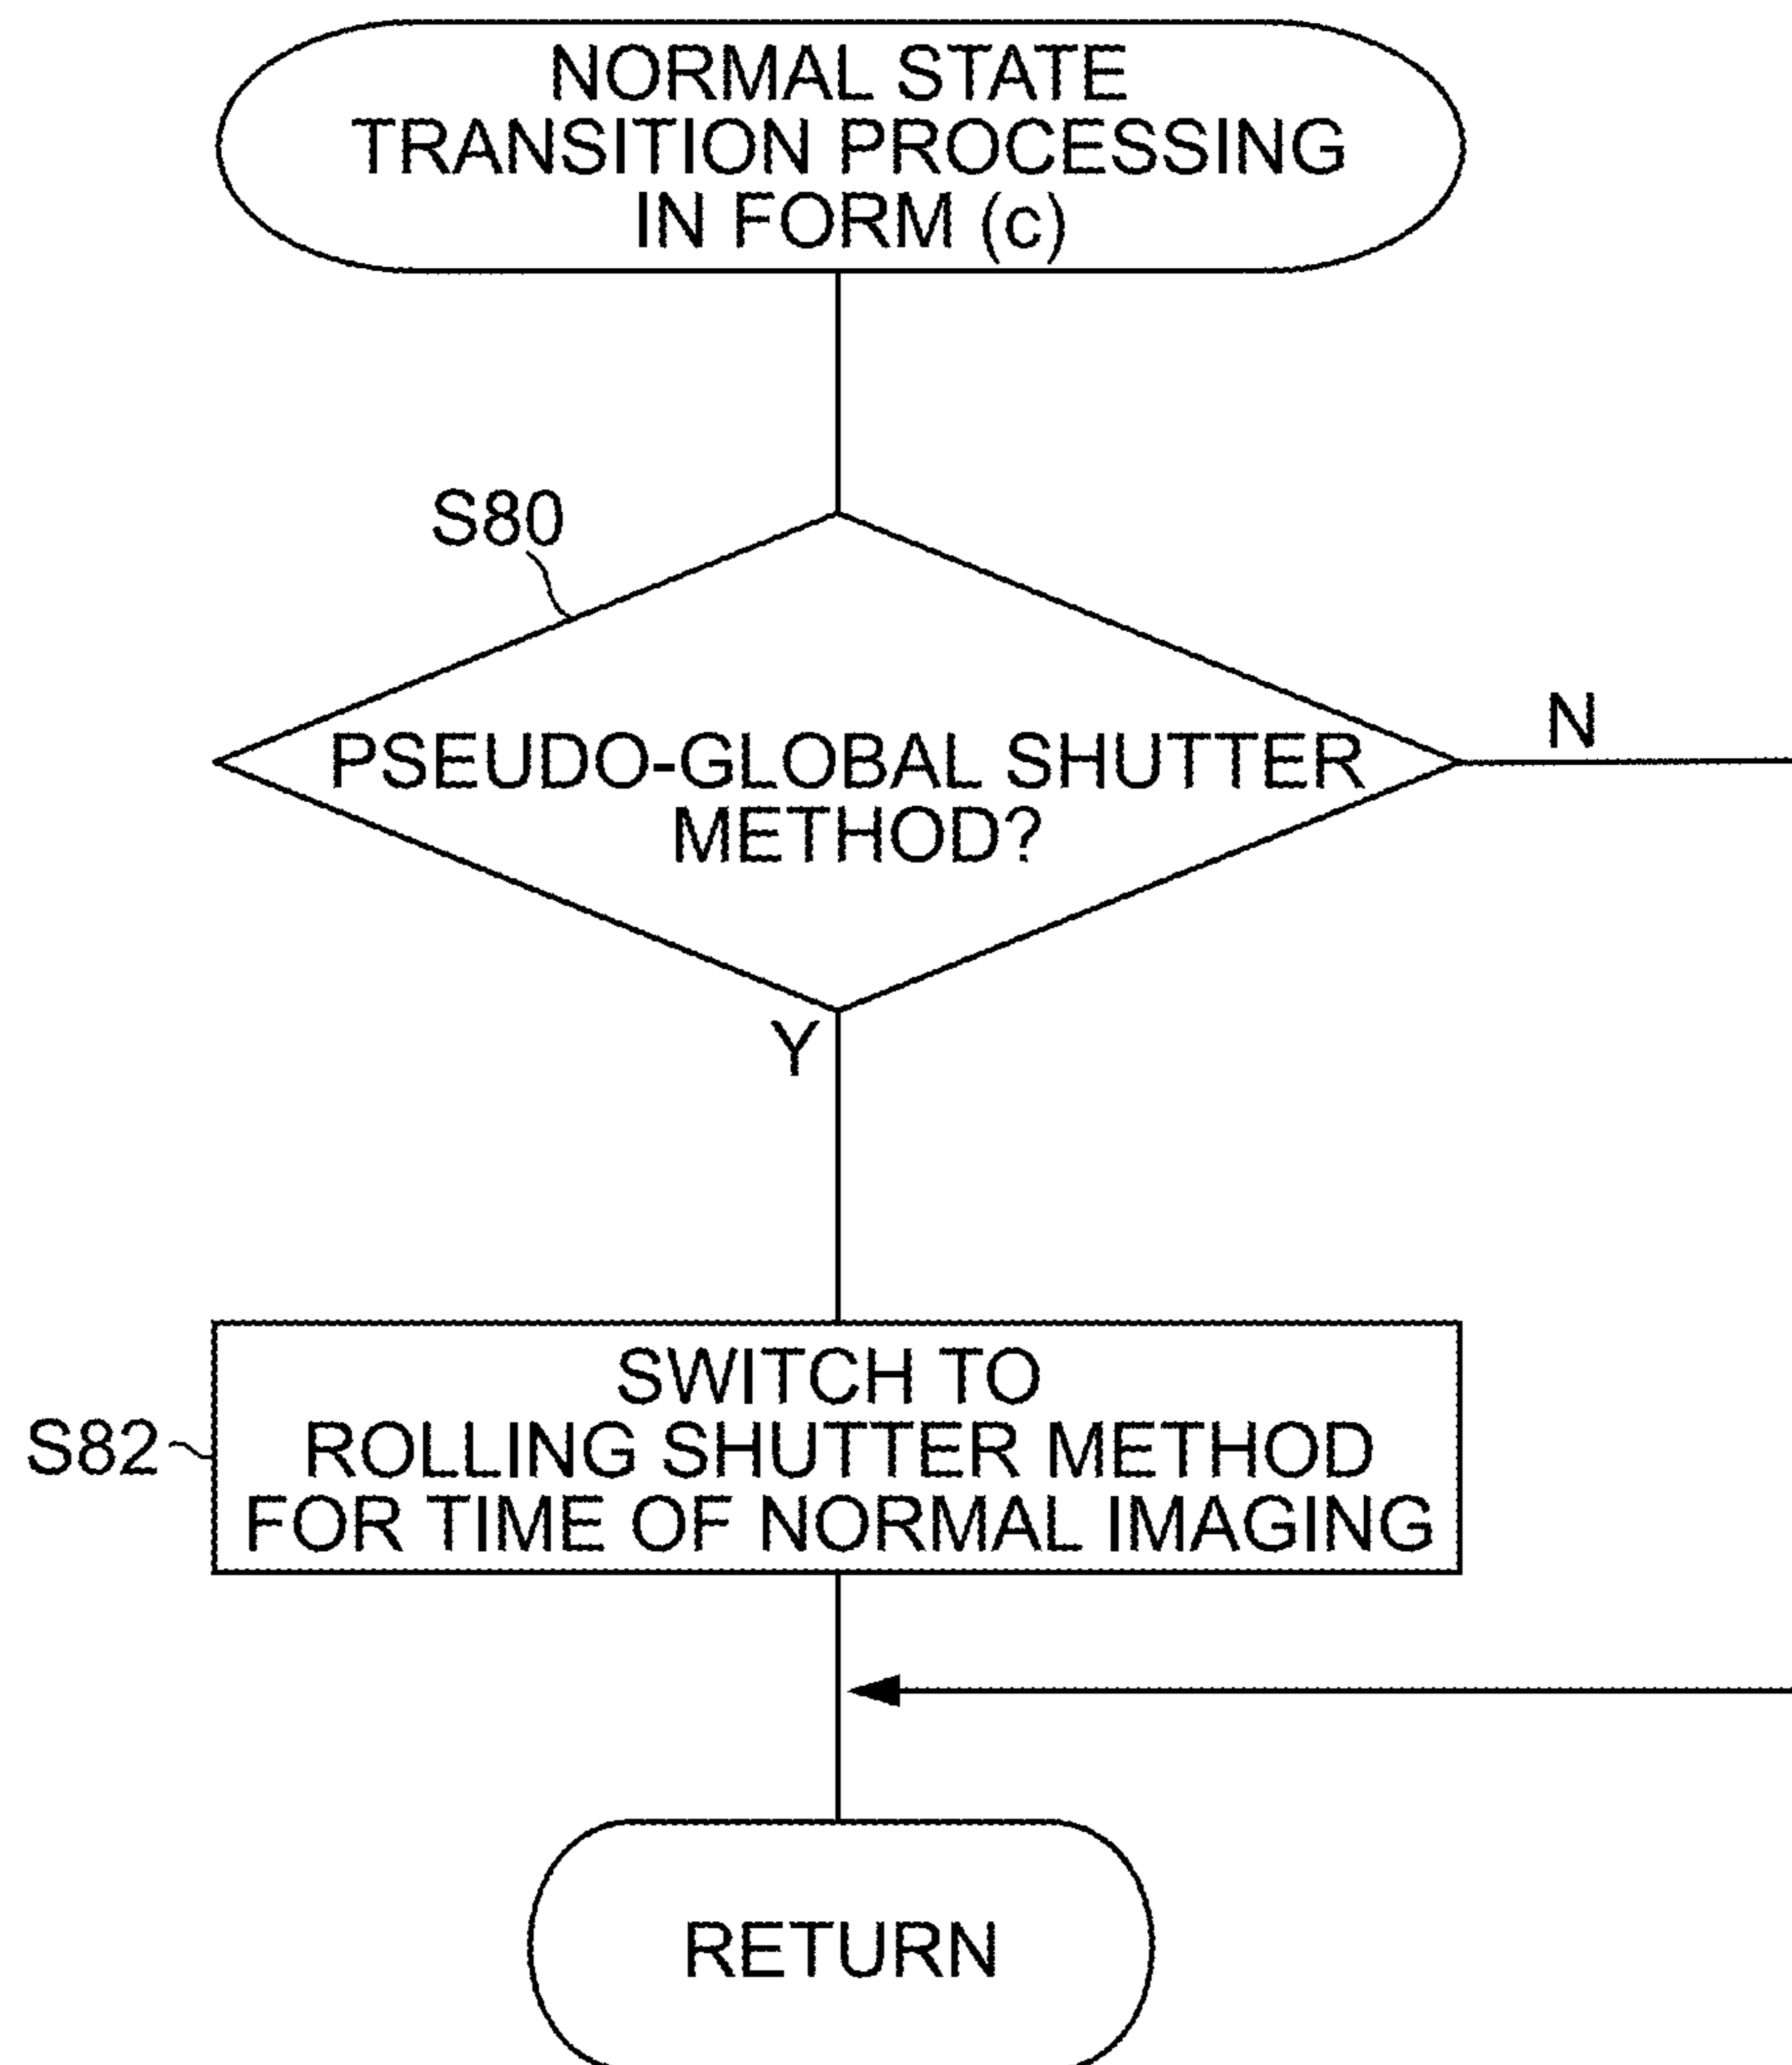 NORMAL STATE
TRANSITION PROCESSING
IN FORM (c)
S80
PSEUDO-GLOBAL SHUTTER
METHOD?
N
Y
S82
SWITCH TO
ROLLING SHUTTER METHOD
FOR TIME OF NORMAL IMAGING
RETURN